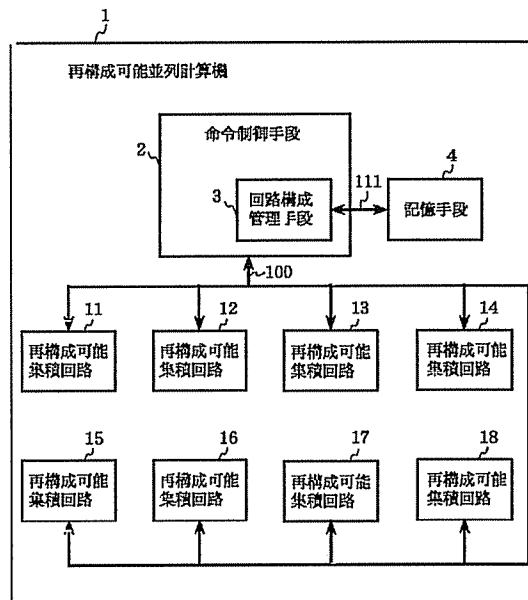 1
再構成可能並列計算機
2
命令制御手段
3
回路構成
管理手段
111
4
記憶手段
100
11
再構成可能
集積回路
12
再構成可能
集積回路
13
再構成可能
集積回路
14
再構成可能
集積回路
15
再構成可能
集積回路
16
再構成可能
集積回路
17
再構成可能
集積回路
18
再構成可能
集積回路